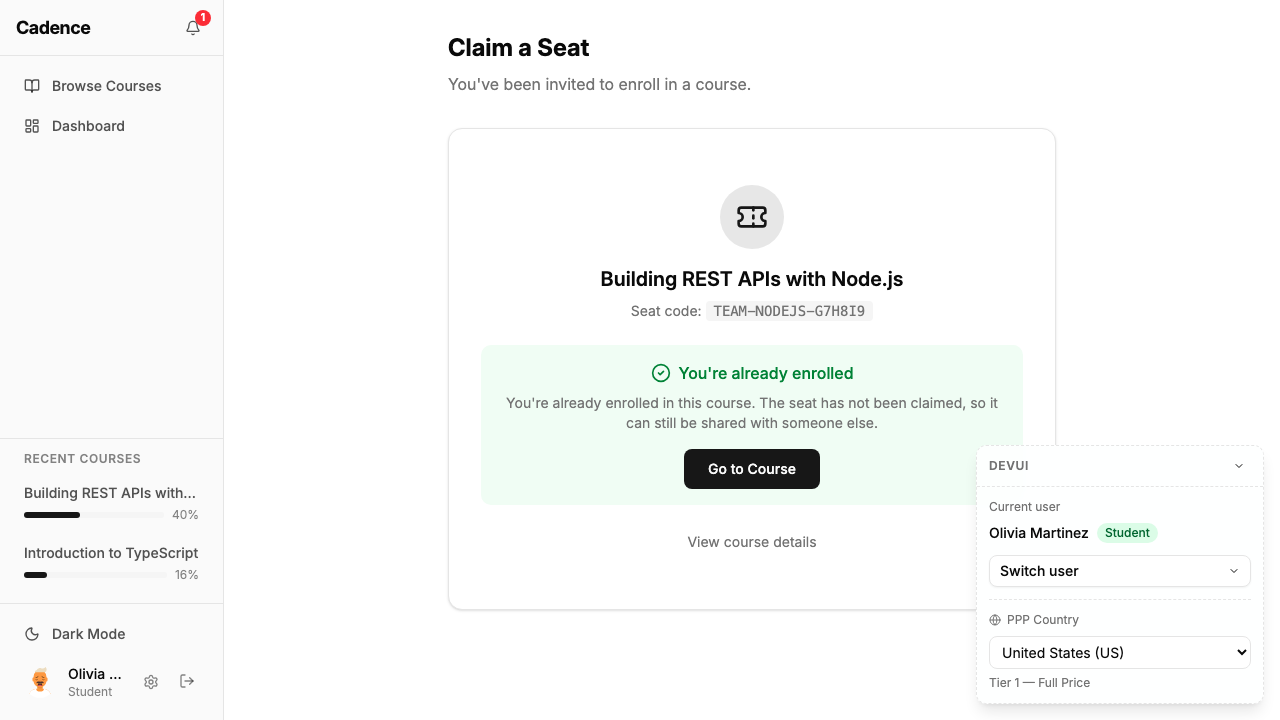 Cadence
1
Browse Courses
Dashboard
RECENT COURSES
Building REST APIs with...
40%
Introduction to TypeScript
16%
Dark Mode
Olivia ...
Student
Claim a Seat
You've been invited to enroll in a course.
Building REST APIs with Node.js
Seat code: TEAM-NODEJS-G7H8I9
You're already enrolled
You're already enrolled in this course. The seat has not been claimed, so it
can still be shared with someone else.
Go to Course
View course details
DEVUI
Current user
Olivia Martinez Student
Switch user
PPP Country
United States (US)
Tier 1 — Full Price